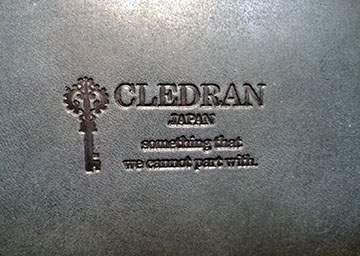 CLEDRAN
JAPAN
something that
we cannot part with.